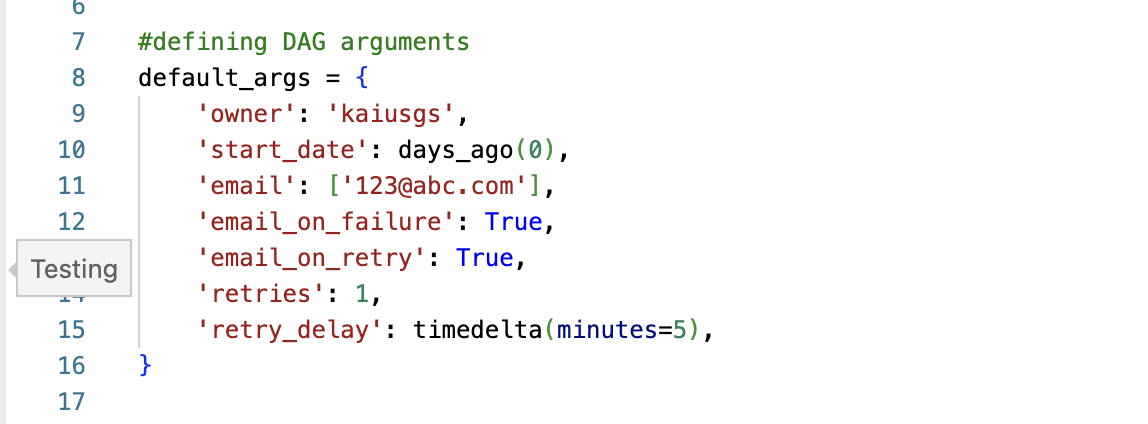 6
7 #defining DAG arguments
8 default_args = {
9 'owner': 'kaiusgs',
10 'start_date': days_ago(0),
11 'email': ['123@abc.com'],
12 'email_on_failure': True,
'email_on_retry': True,
Testing
'retries': 1,
15 'retry_delay': timedelta(minutes=5),
16 }
17